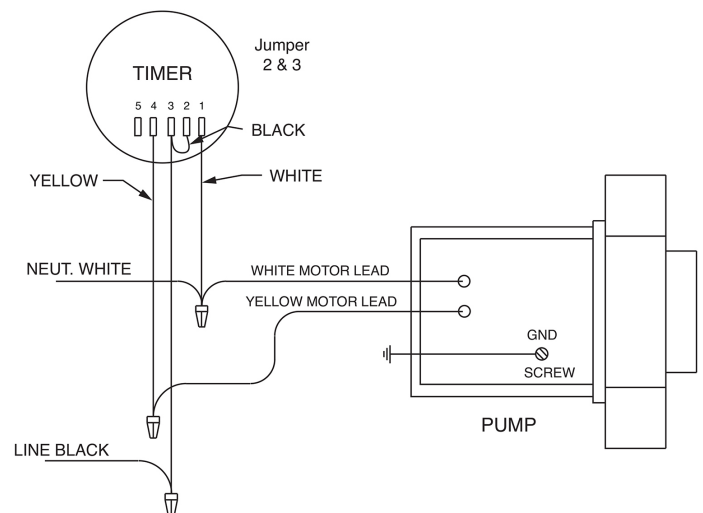 Jumper
2 & 3
TIMER
5 4 3 2 1
BLACK
YELLOW
WHITE
NEUT. WHITE
WHITE MOTOR LEAD
YELLOW MOTOR LEAD
GND
SCREW
PUMP
LINE BLACK